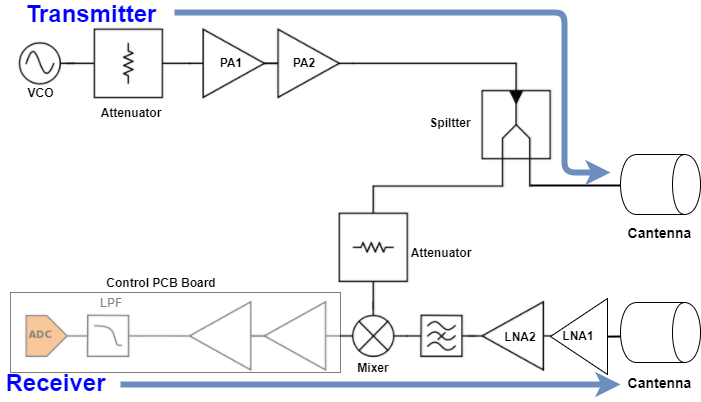 Transmitter
VCO
Attenuator
PA1
PA2
Spiltter
Cantenna
Attenuator
Control PCB Board
LPF
ADC
Mixer
LNA2
LNA1
Cantenna
Receiver